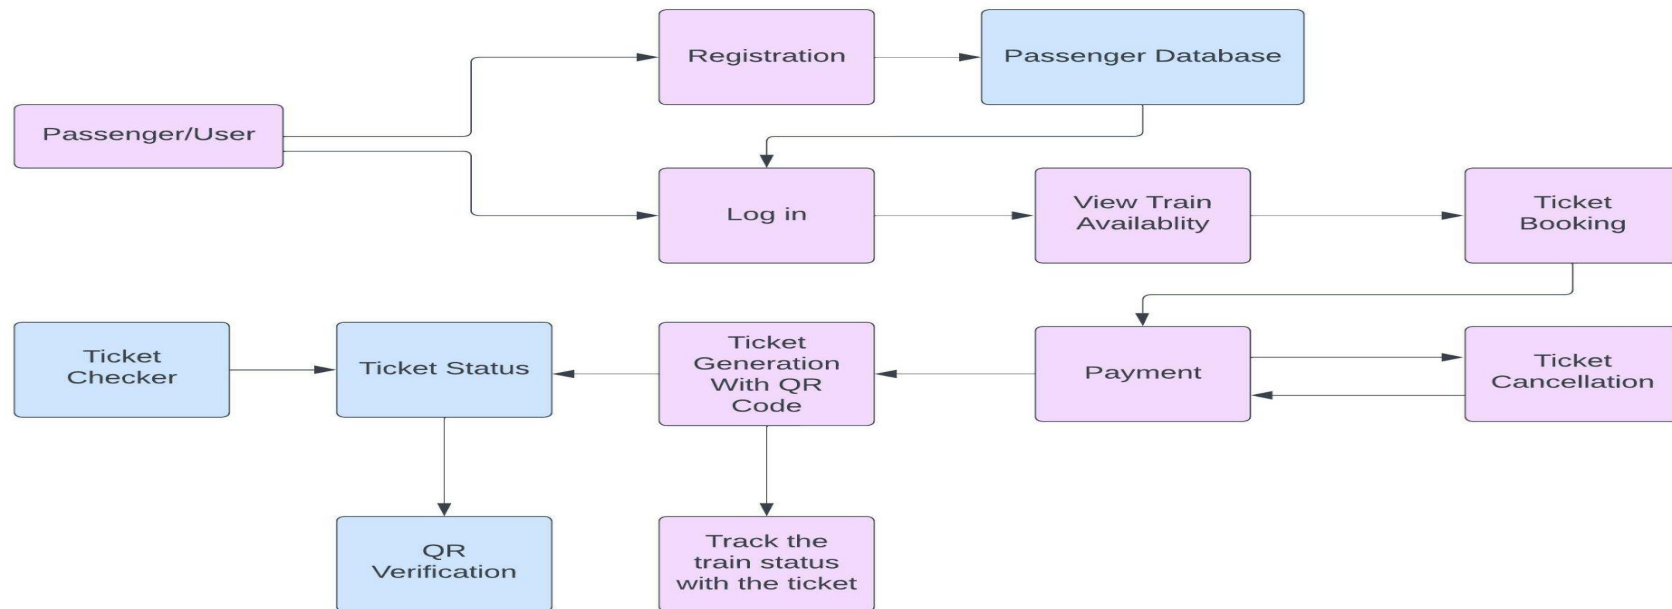 Registration
Passenger Database
Passenger/User
Log in
View Train
Availablity
Ticket
Booking
Ticket
Checker
Ticket Status
Ticket
Generation
With QR
Code
Payment
Ticket
Cancellation
QR
Verification
Track the
train status
with the ticket